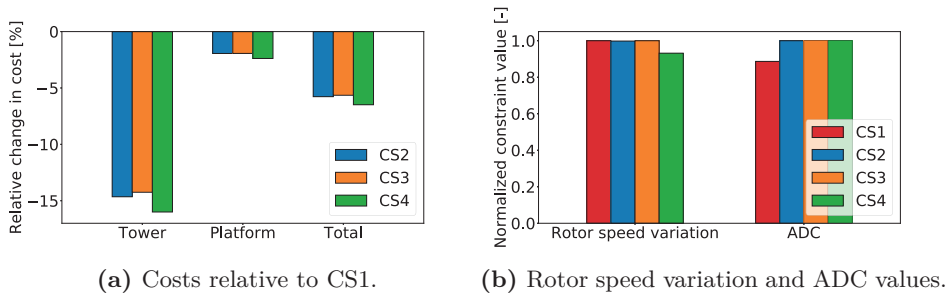 Relative change in cost [%]
0
−5
−10
−15
CS2
CS3
CS4
Tower Platform Total
(a) Costs relative to CS1.
Normalized constraint value [-]
1.0
0.8
0.6
0.4
0.2
0.0
CS1
CS2
CS3
CS4
Rotor speed variation ADC
(b) Rotor speed variation and ADC values.